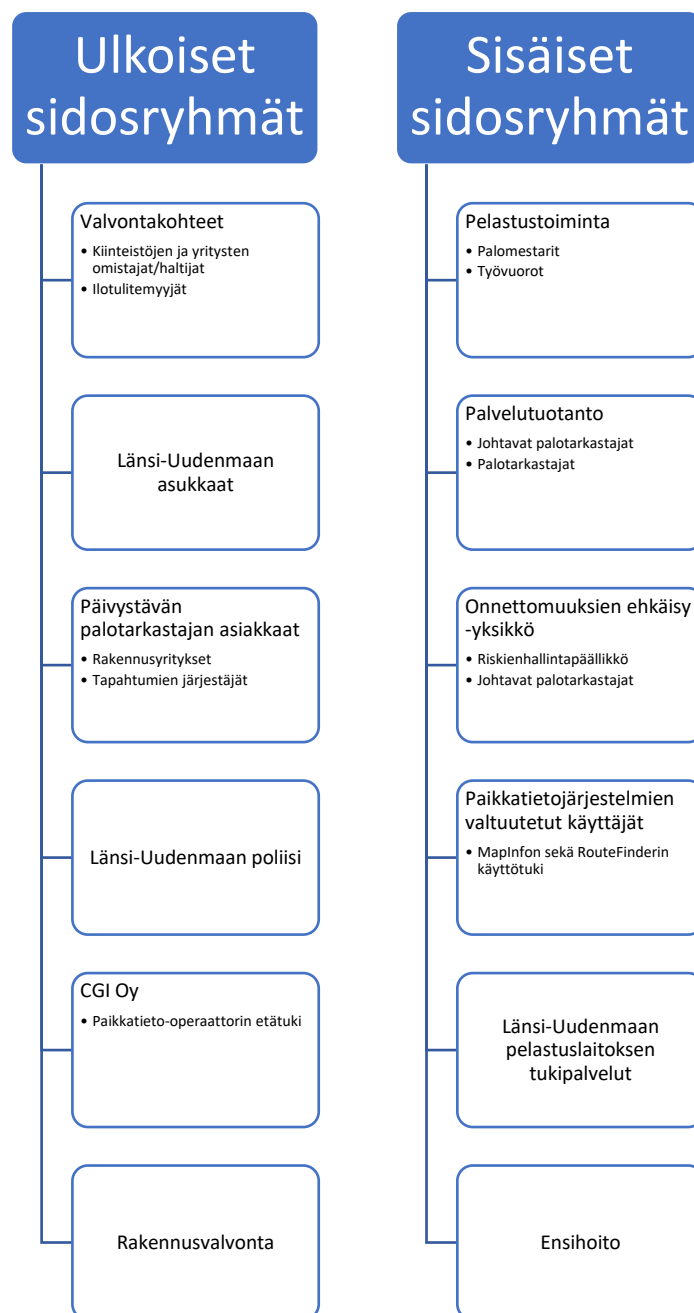 Ulkoiset
sidosryhmät
Valvontakohteet
• Kiinteistöjen ja yritysten
omistajat/haltijat
• Ilotulitemyyjät
Länsi-Uudenmaan
asukkaat
Päivystävän
palotarkastajan asiakkaat
• Rakennusyritykset
• Tapahtumien järjestäjät
Länsi-Uudenmaan poliisi
CGI Oy
• Paikkatieto-operaattorin etätuki
Rakennusvalvonta
Sisäiset
sidosryhmät
Pelastustoiminta
• Palomestarit
• Työvuorot
Palvelutuotanto
• Johtavat palotarkastajat
• Palotarkastajat
Onnettomuuksien ehkäisy
-yksikkö
• Riskienhallintapäällikkö
• Johtavat palotarkastajat
Paikkatietojärjestelmien
valtuutetut käyttäjät
• MapInfon sekä RouteFinderin
käyttötuki
Länsi-Uudenmaan
pelastuslaitoksen
tukipalvelut
Ensihoito